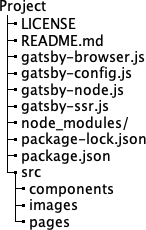 Project
LICENSE
README.md
gatsby-browser.js
gatsby-config.js
gatsby-node.js
gatsby-ssr.js
node_modules/
package-lock.json
package.json
src
components
images
pages